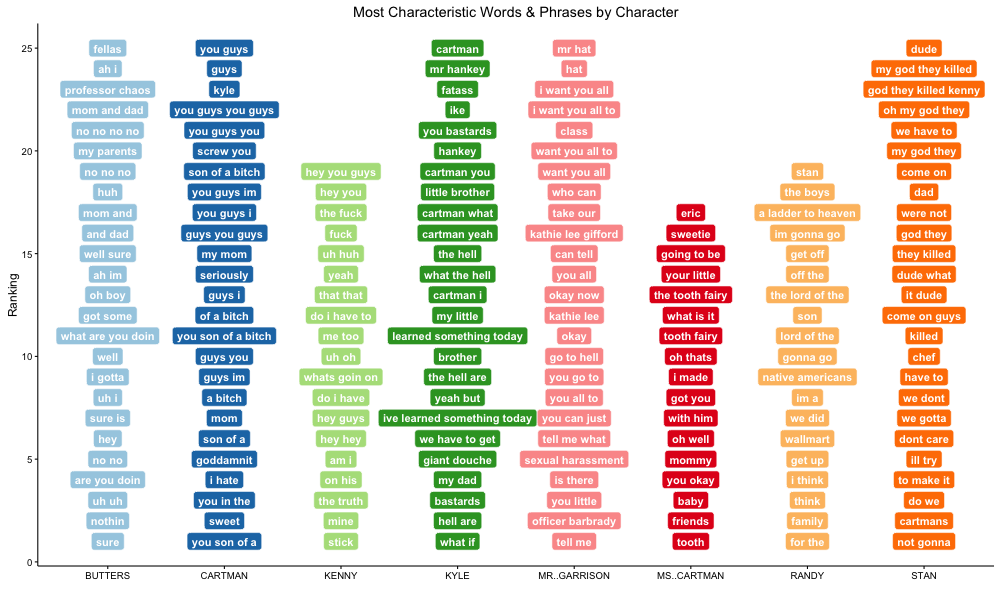 Most Characteristic Words & Phrases by Character
Ranking
25
20
15
10
5
0
fellas
ah i
professor chaos
mom and dad
no no no no
my parents
no no no
huh
mom and
and dad
well sure
ah im
oh boy
got some
what are you doin
well
i gotta
uh i
sure is
hey
no no
are you doin
uh uh
nothin
sure
BUTTERS
you guys
guys
kyle
you guys you guys
you guys you
screw you
son of a bitch
you guys im
you guys i
guys you guys
my mom
seriously
guys i
of a bitch
you son of a bitch
guys you
guys im
a bitch
mom
son of a
goddamnit
i hate
you in the
sweet
you son of a
CARTMAN
hey you guys
hey you
the fuck
fuck
uh huh
yeah
that that
do i have to
me too
uh oh
whats goin on
do i have
hey guys
hey hey
am i
on his
the truth
mine
stick
KENNY
cartman
mr hankey
fatass
ike
you bastards
hankey
cartman you
little brother
cartman what
cartman yeah
the hell
what the hell
cartman i
my little
learned something today
brother
the hell are
yeah but
ive learned something today
we have to get
giant douche
my dad
bastards
hell are
what if
KYLE
mr hat
hat
i want you all
i want you all to
class
want you all to
want you all
who can
take our
kathie lee gifford
can tell
you all
okay now
kathie lee
okay
go to hell
you go to
you all to
you can just
tell me what
sexual harassment
is there
you little
officer barbrady
tell me
MR..GARRISON
eric
sweetie
going to be
your little
the tooth fairy
what is it
tooth fairy
oh thats
i made
got you
with him
oh well
mommy
you okay
baby
friends
tooth
MS..CARTMAN
stan
the boys
a ladder to heaven
im gonna go
get off
off the
the lord of the
son
lord of the
gonna go
native americans
im a
we did
wallmart
get up
i think
think
family
for the
RANDY
dude
my god they killed
god they killed kenny
oh my god they
we have to
my god they
come on
dad
were not
god they
they killed
dude what
it dude
come on guys
killed
chef
have to
we dont
we gotta
dont care
ill try
to make it
do we
cartmans
not gonna
STAN